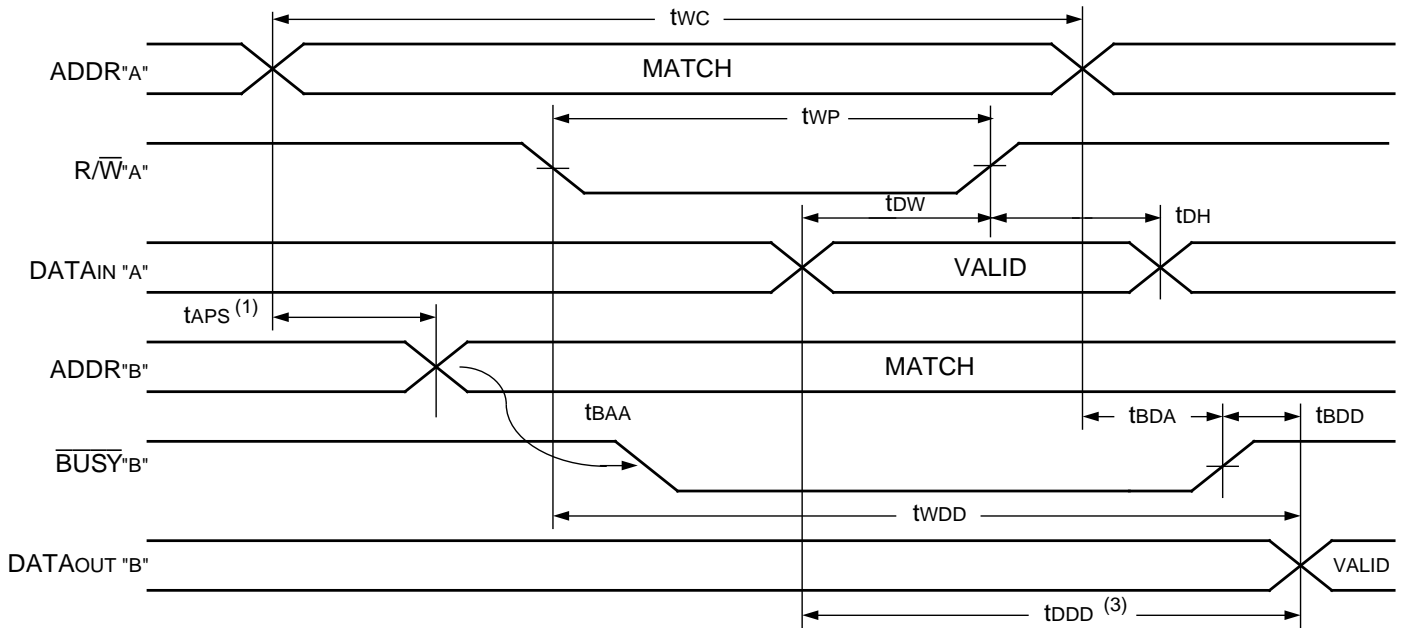 tWC
ADDR"A"
MATCH
tWP
R/W̅"A"
tDW
tDH
DATAIN "A"
VALID
tAPS (1)
ADDR"B"
MATCH
tBAA
tBDA
tBDD
B̅U̅S̅Y̅"B"
tWDD
DATAOUT "B"
VALID
tDDD (3)